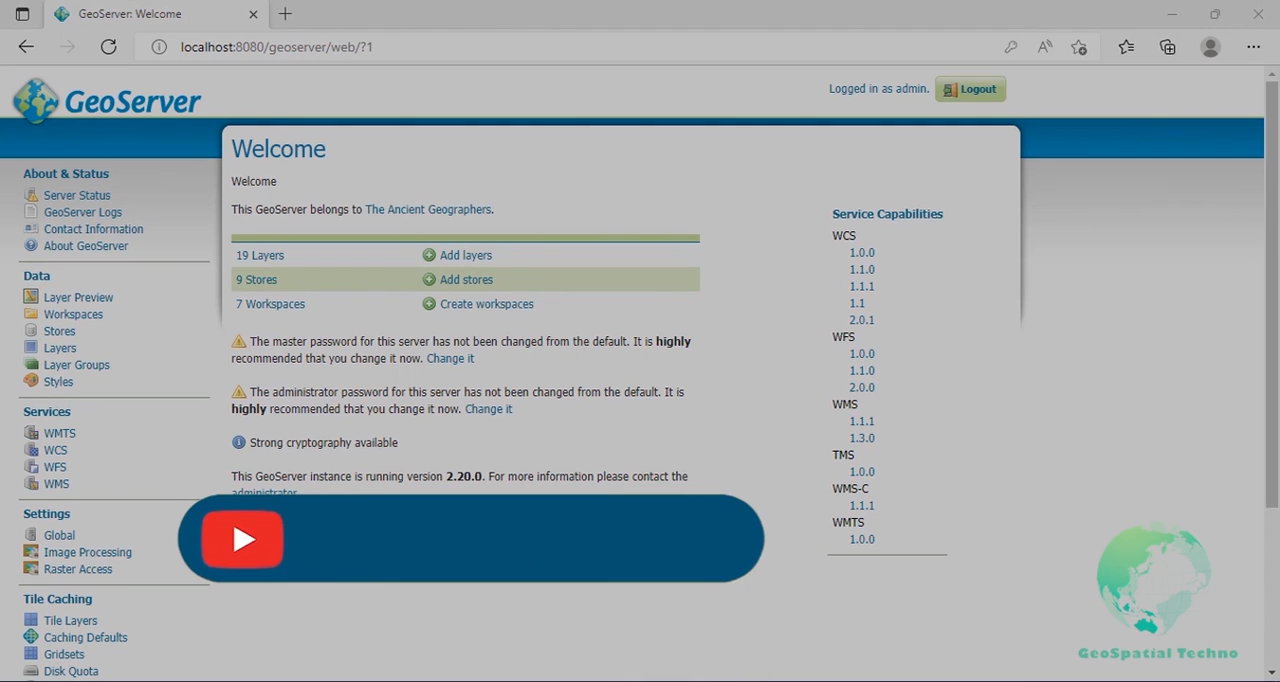 GeoServer: Welcome
localhost:8080/geoserver/web/?1
GeoServer
Logged in as admin.
Logout
About & Status
Server Status
GeoServer Logs
Contact Information
About GeoServer
Data
Layer Preview
Workspaces
Stores
Layers
Layer Groups
Styles
Services
WMTS
WCS
WFS
WMS
Settings
Global
Image Processing
Raster Access
Tile Caching
Tile Layers
Caching Defaults
Gridsets
Disk Quota
Welcome
Welcome
This GeoServer belongs to The Ancient Geographers.
19 Layers Add layers
9 Stores Add stores
7 Workspaces Create workspaces
The master password for this server has not been changed from the default. It is highly
recommended that you change it now. Change it
The administrator password for this server has not been changed from the default. It is
highly recommended that you change it now. Change it
Strong cryptography available
This GeoServer instance is running version 2.20.0. For more information please contact the
administrator
Service Capabilities
WCS
1.0.0
1.1.0
1.1.1
1.1
2.0.1
WFS
1.0.0
1.1.0
2.0.0
WMS
1.1.1
1.3.0
TMS
1.0.0
WMS-C
1.1.1
WMTS
1.0.0
GeoSpatial Techno